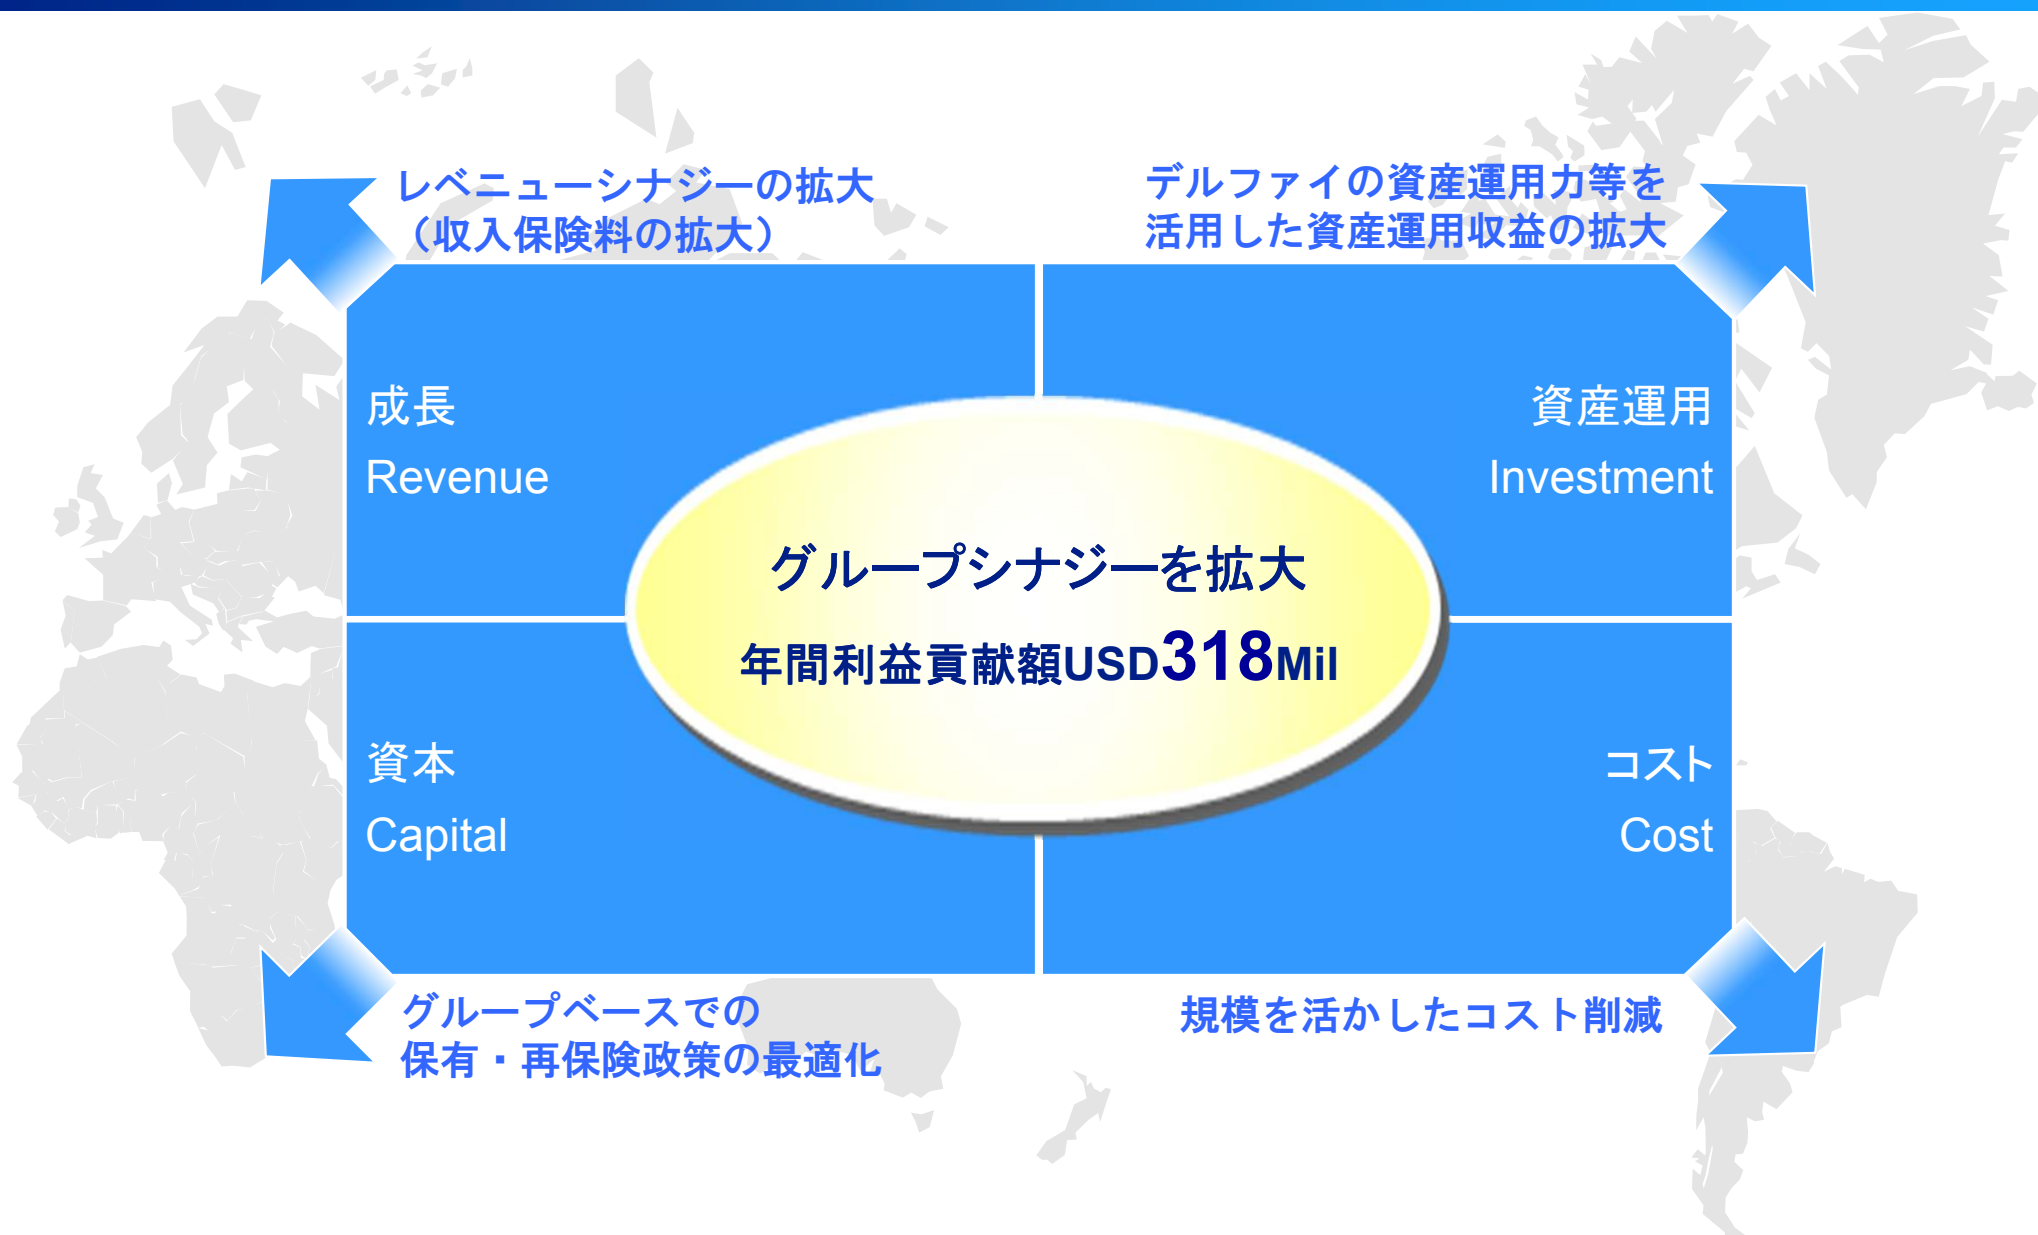 レベニューシナジーの拡大
（収入保険料の拡大）
デルファイの資産運用力等を
活用した資産運用収益の拡大
成長
Revenue
資産運用
Investment
グループシナジーを拡大
年間利益貢献額USD318Mil
資本
Capital
コスト
Cost
グループベースでの
保有・再保険政策の最適化
規模を活かしたコスト削減